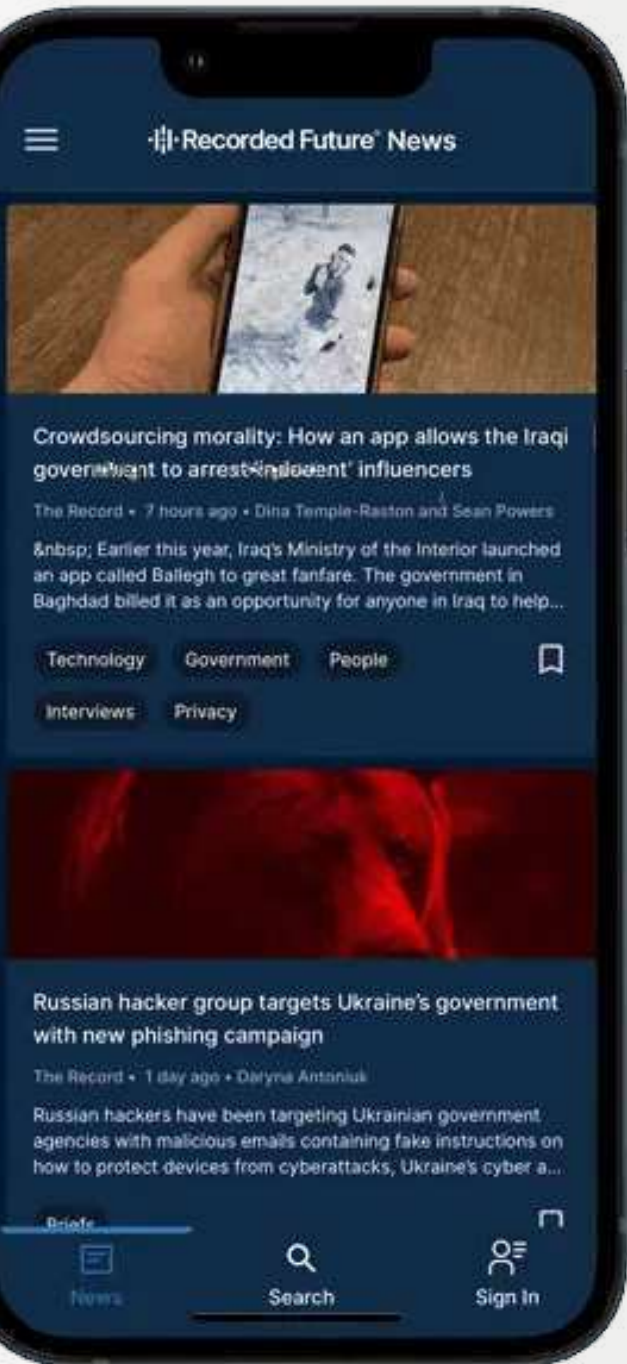 Recorded Future® News
Crowdsourcing morality: How an app allows the Iraqi
government to arrest 'indecent' influencers
The Record • 7 hours ago • Dina Temple-Raston and Sean Powers
&nbsp; Earlier this year, Iraq's Ministry of the Interior launched
an app called Ballegh to great fanfare. The government in
Baghdad billed it as an opportunity for anyone in Iraq to help...
Technology Government People
Interviews Privacy
Russian hacker group targets Ukraine's government
with new phishing campaign
The Record • 1 day ago • Daryna Antoniuk
Russian hackers have been targeting Ukrainian government
agencies with malicious emails containing fake instructions on
how to protect devices from cyberattacks, Ukraine's cyber a...
Briefs
News Search Sign In